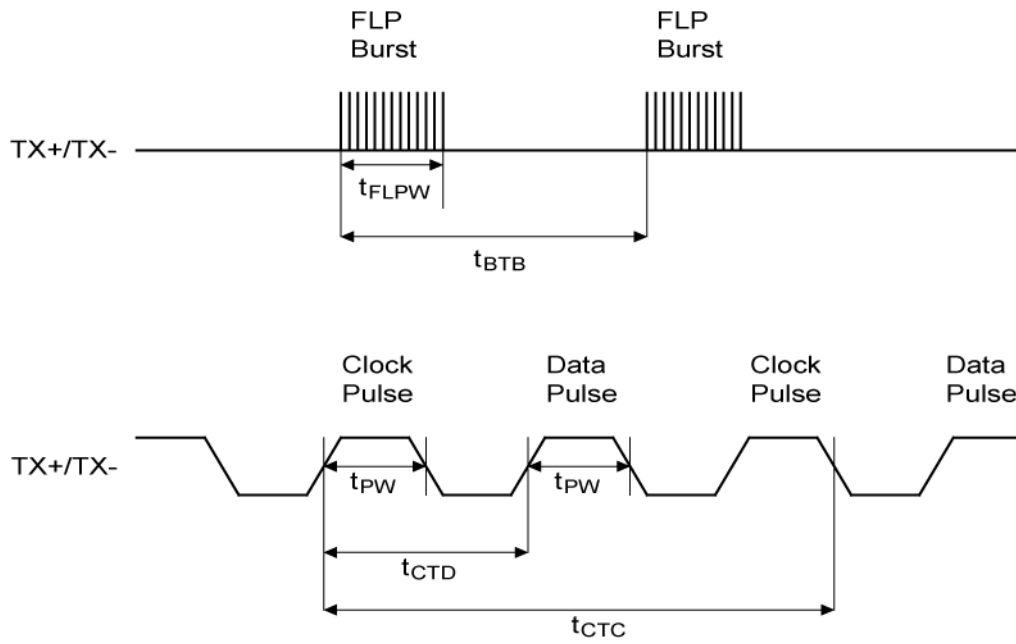 FLP
Burst
FLP
Burst
TX+/TX-
tFLPW
tBTB
Clock
Pulse
Data
Pulse
Clock
Pulse
Data
Pulse
TX+/TX-
tPW
tPW
tCTD
tCTC